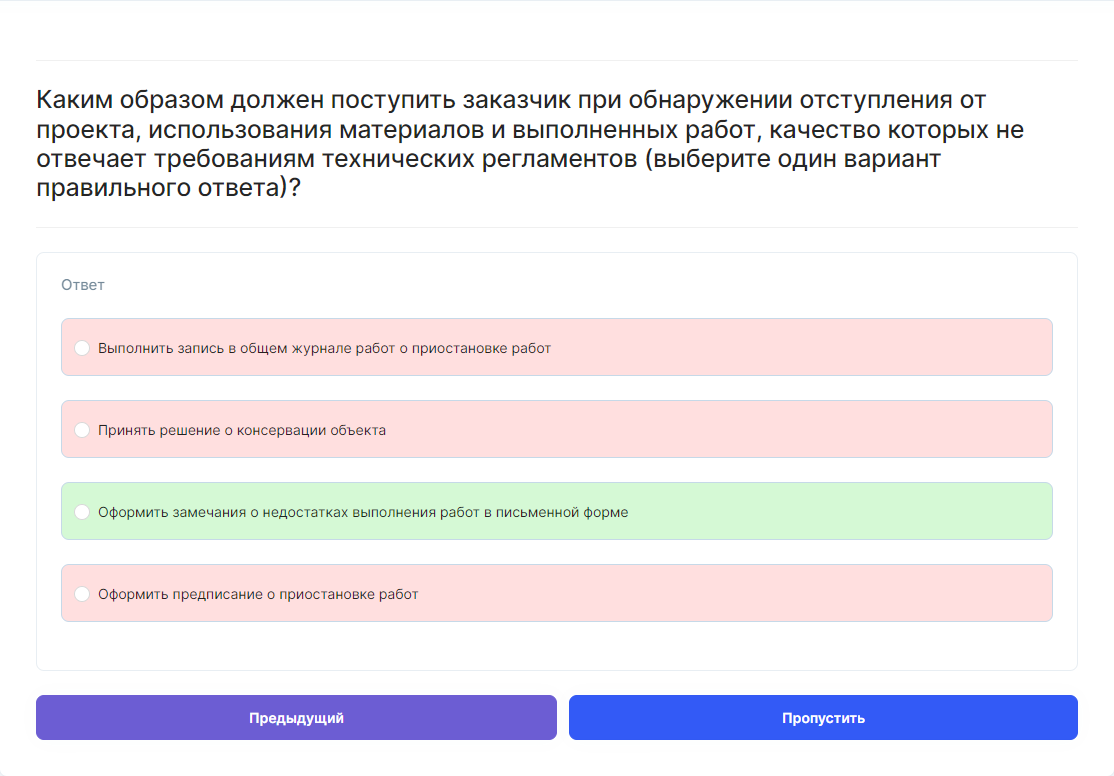 Каким образом должен поступить заказчик при обнаружении отступления от
проекта, использования материалов и выполненных работ, качество которых не
отвечает требованиям технических регламентов (выберите один вариант
правильного ответа)?
Ответ
Выполнить запись в общем журнале работ о приостановке работ
Принять решение о консервации объекта
Оформить замечания о недостатках выполнения работ в письменной форме
Оформить предписание о приостановке работ
Предыдущий
Пропустить